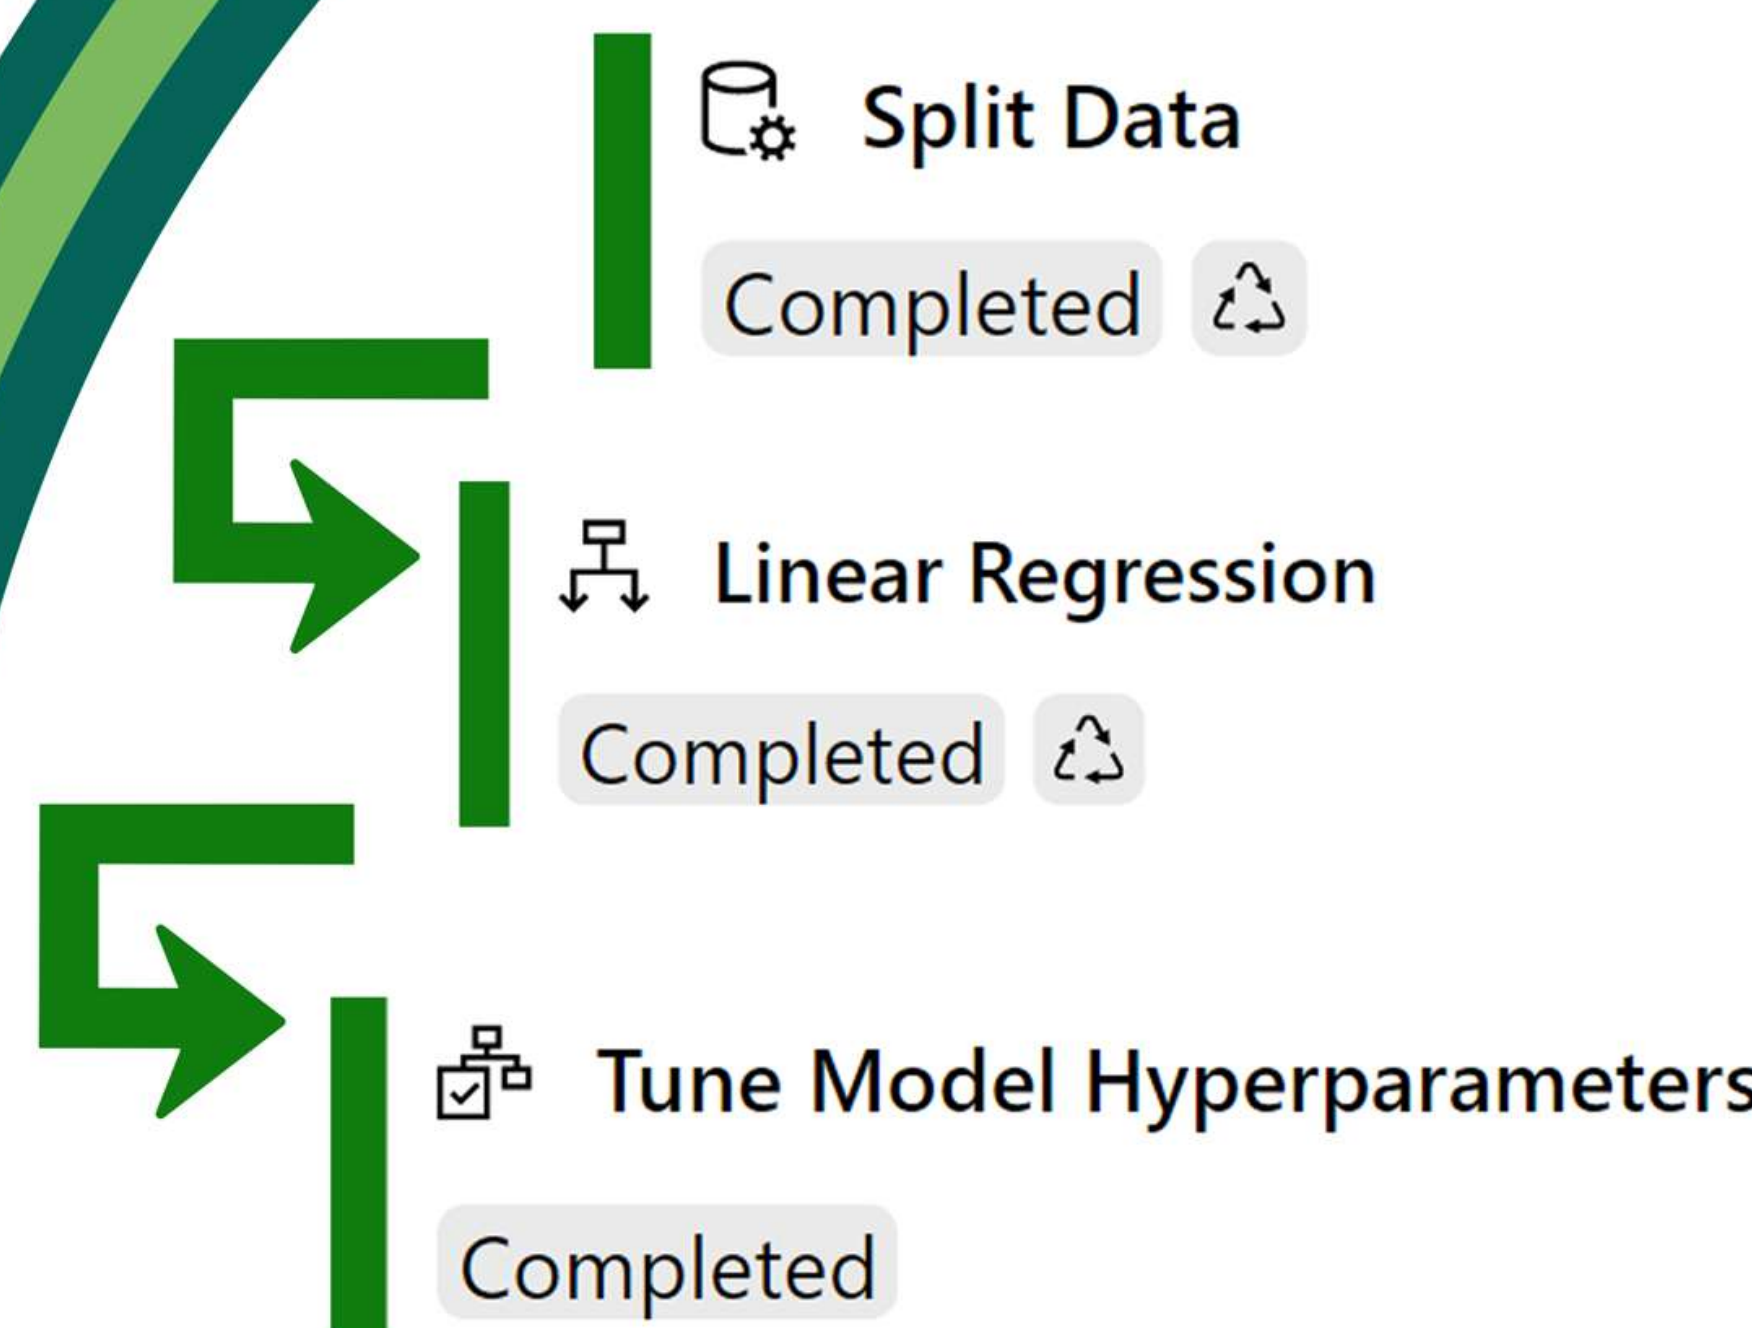 Split Data
Completed
Linear Regression
Completed
Tune Model Hyperparameters
Completed